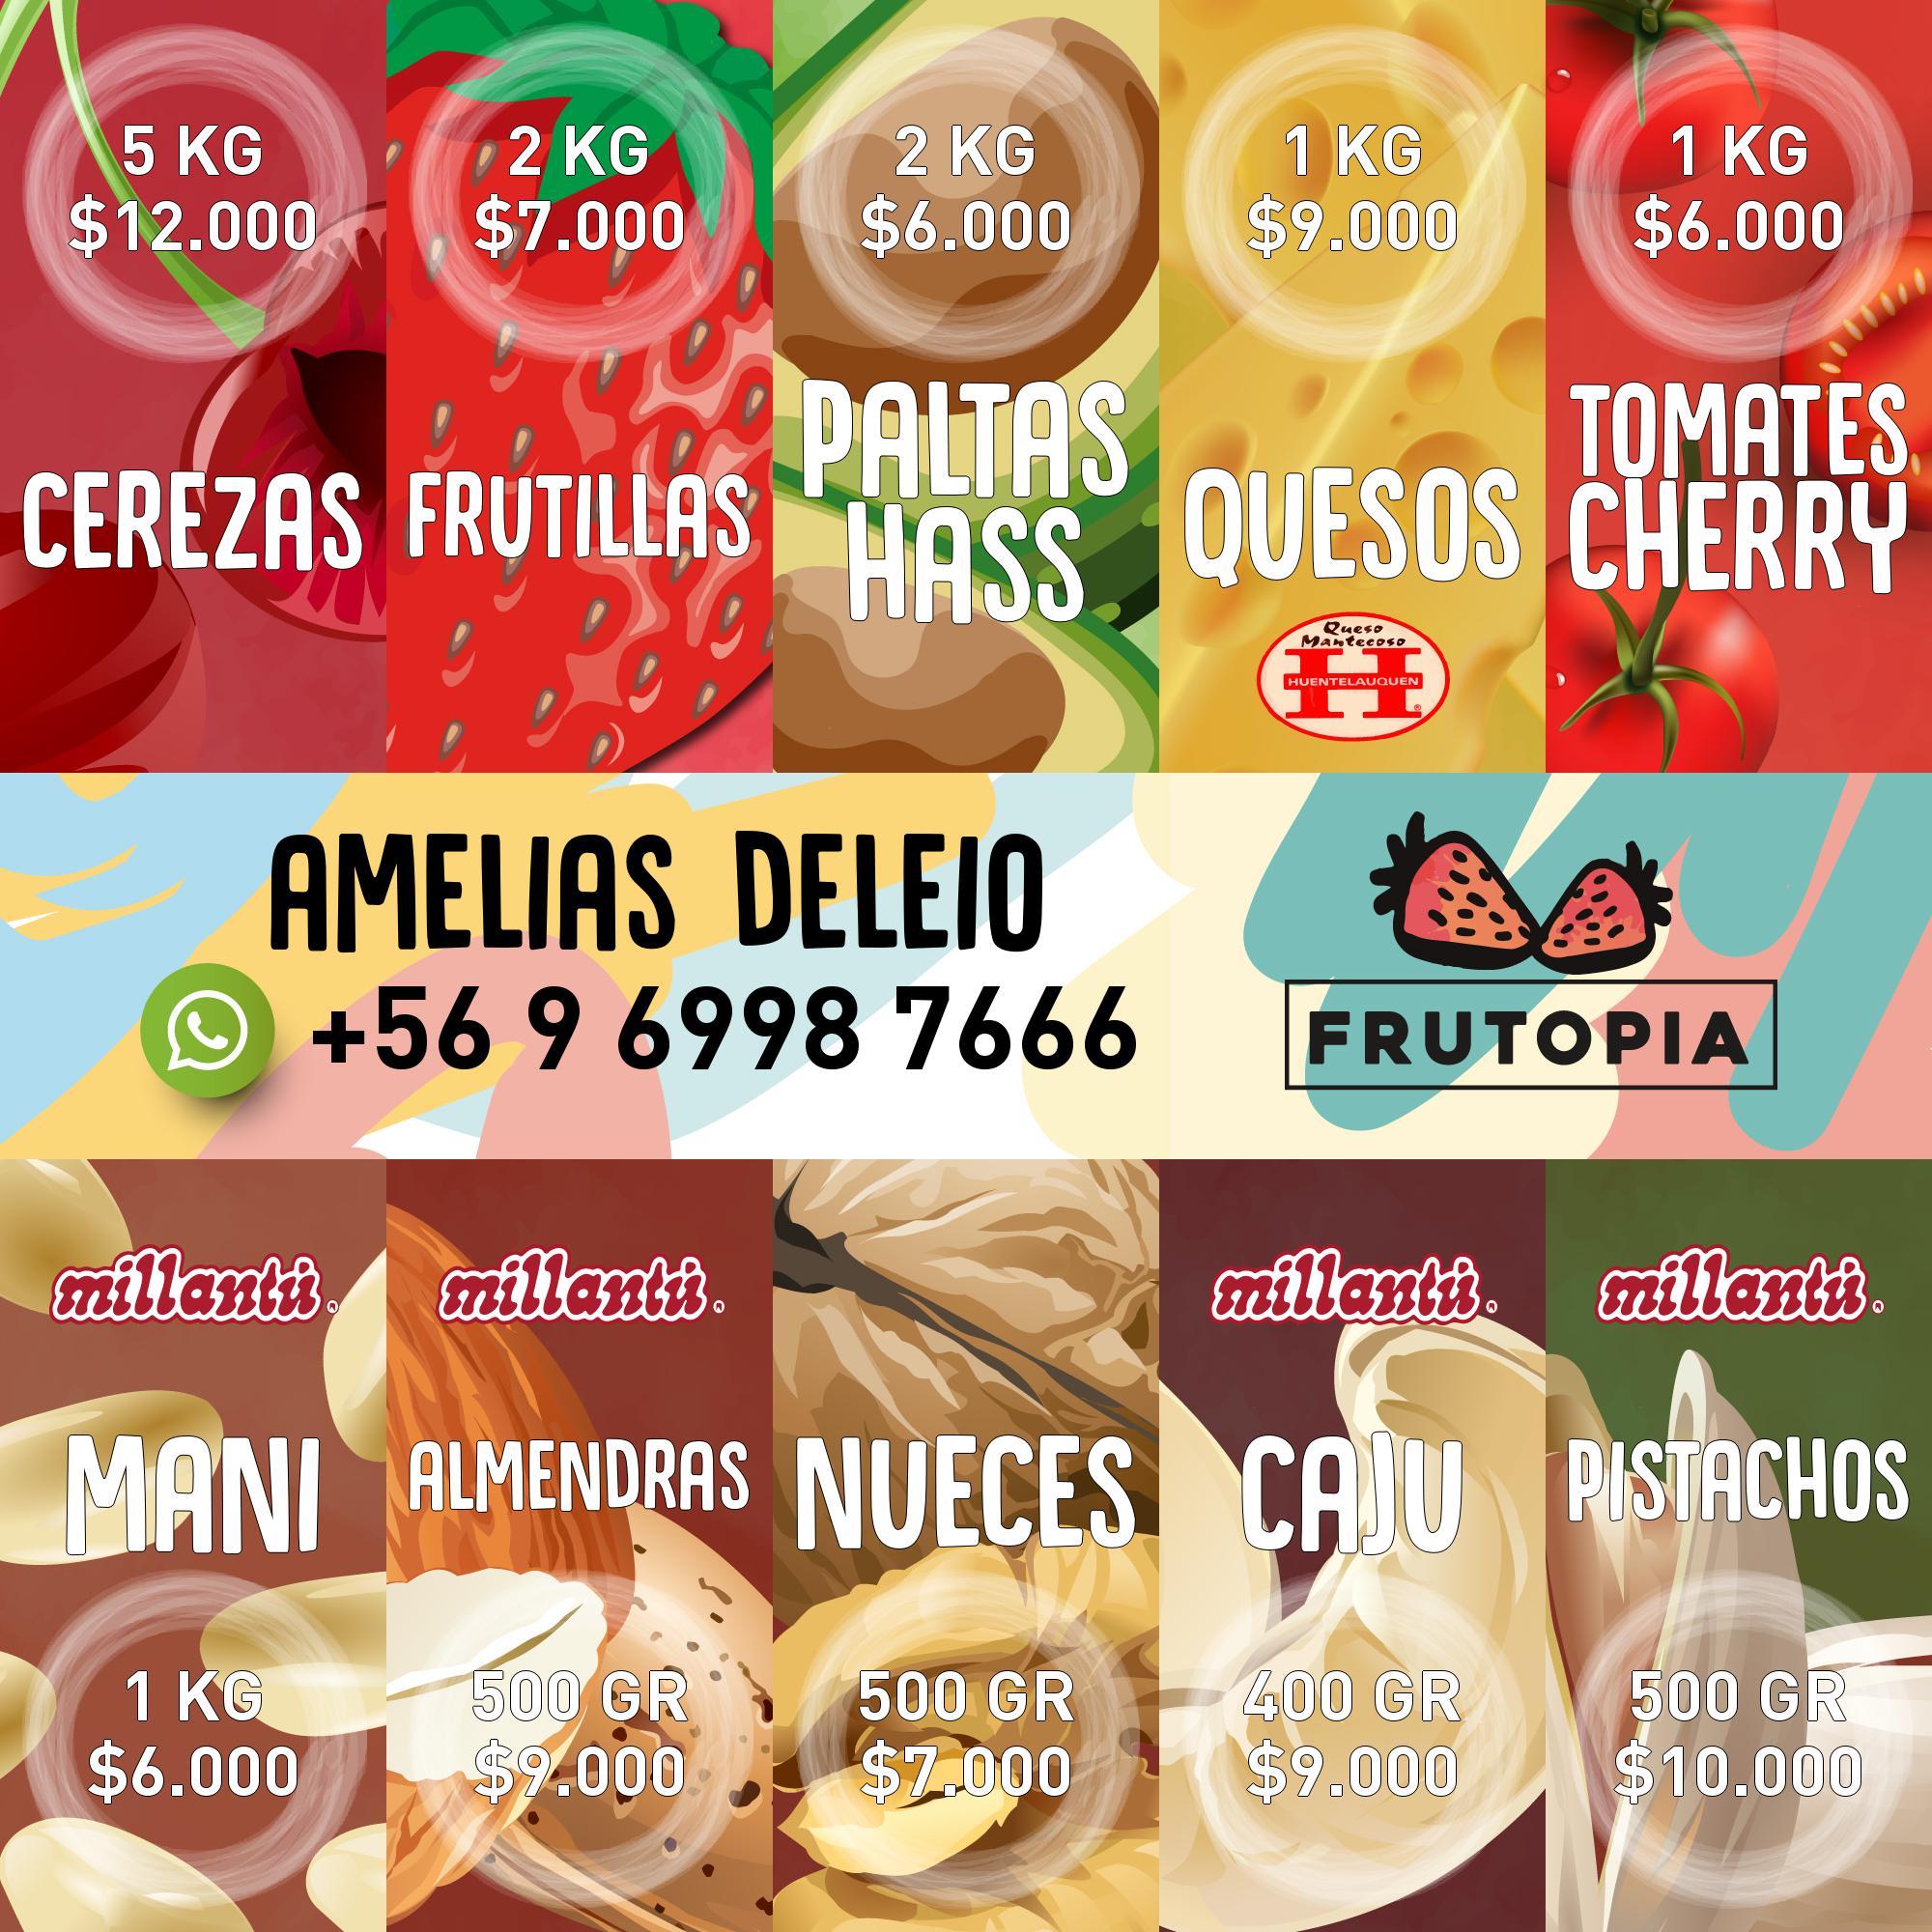 5 KG
$12.000
CEREZAS
2 KG
$7.000
FRUTILLAS
2 KG
$6.000
PALTAS
HASS
1 KG
$9.000
QUESOS
Queso
Mantecoso
H
HUENTELAUQUEN
®
1 KG
$6.000
TOMATES
CHERRY
AMELIAS DELEIO
+56 9 6998 7666
FRUTOPIA
millantú®
MANI
1 KG
$6.000
millantú®
ALMENDRAS
500 GR
$9.000
NUECES
500 GR
$7.000
millantú®
CAJU
400 GR
$9.000
millantú®
PISTACHOS
500 GR
$10.000